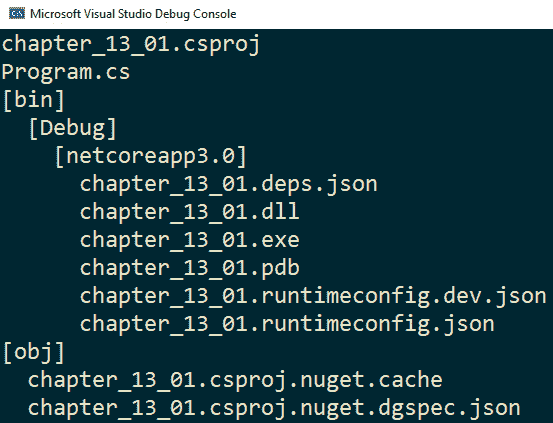 Microsoft Visual Studio Debug Console
chapter_13_01.csproj
Program.cs
[bin]
[Debug]
[netcoreapp3.0]
chapter_13_01.deps.json
chapter_13_01.dll
chapter_13_01.exe
chapter_13_01.pdb
chapter_13_01.runtimeconfig.dev.json
chapter_13_01.runtimeconfig.json
[obj]
chapter_13_01.csproj.nuget.cache
chapter_13_01.csproj.nuget.dgspec.json